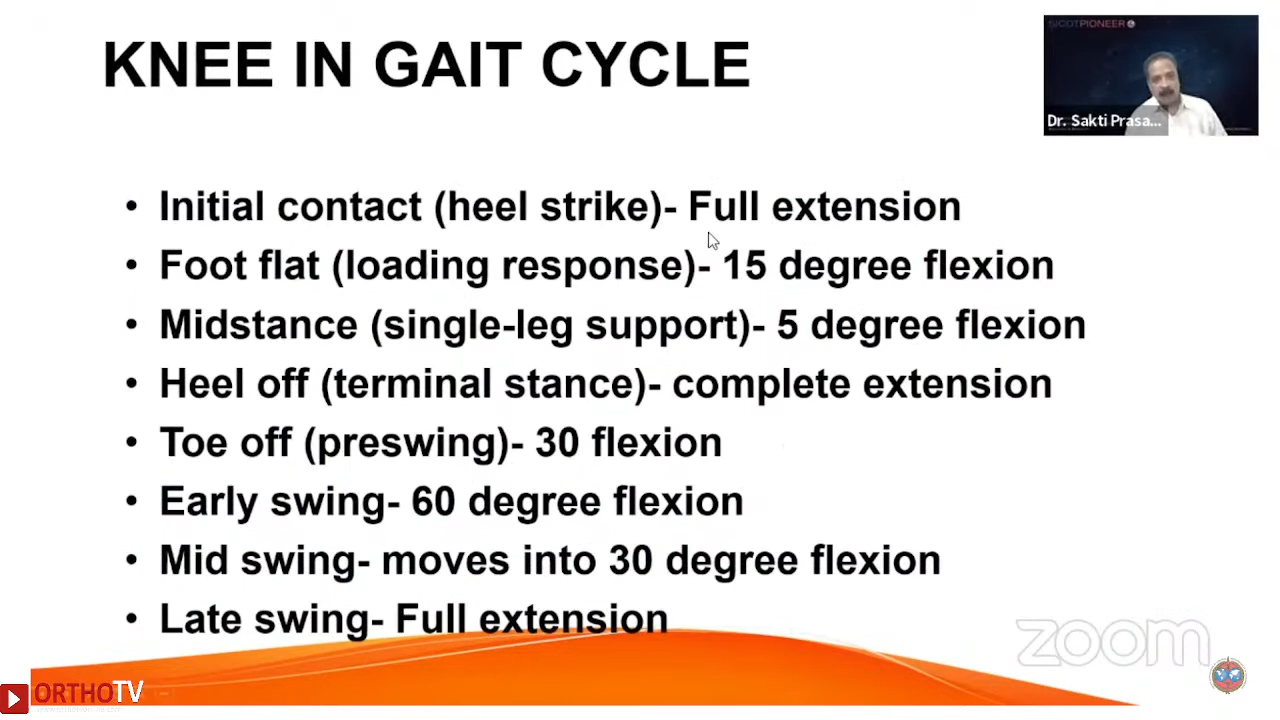 KNEE IN GAIT CYCLE
SICOTPIONEER
Dr. Sakti Prasa...
• Initial contact (heel strike)- Full extension
• Foot flat (loading response)- 15 degree flexion
• Midstance (single-leg support)- 5 degree flexion
• Heel off (terminal stance)- complete extension
• Toe off (preswing)- 30 flexion
• Early swing- 60 degree flexion
• Mid swing- moves into 30 degree flexion
• Late swing- Full extension
zoom
ORTHOTV